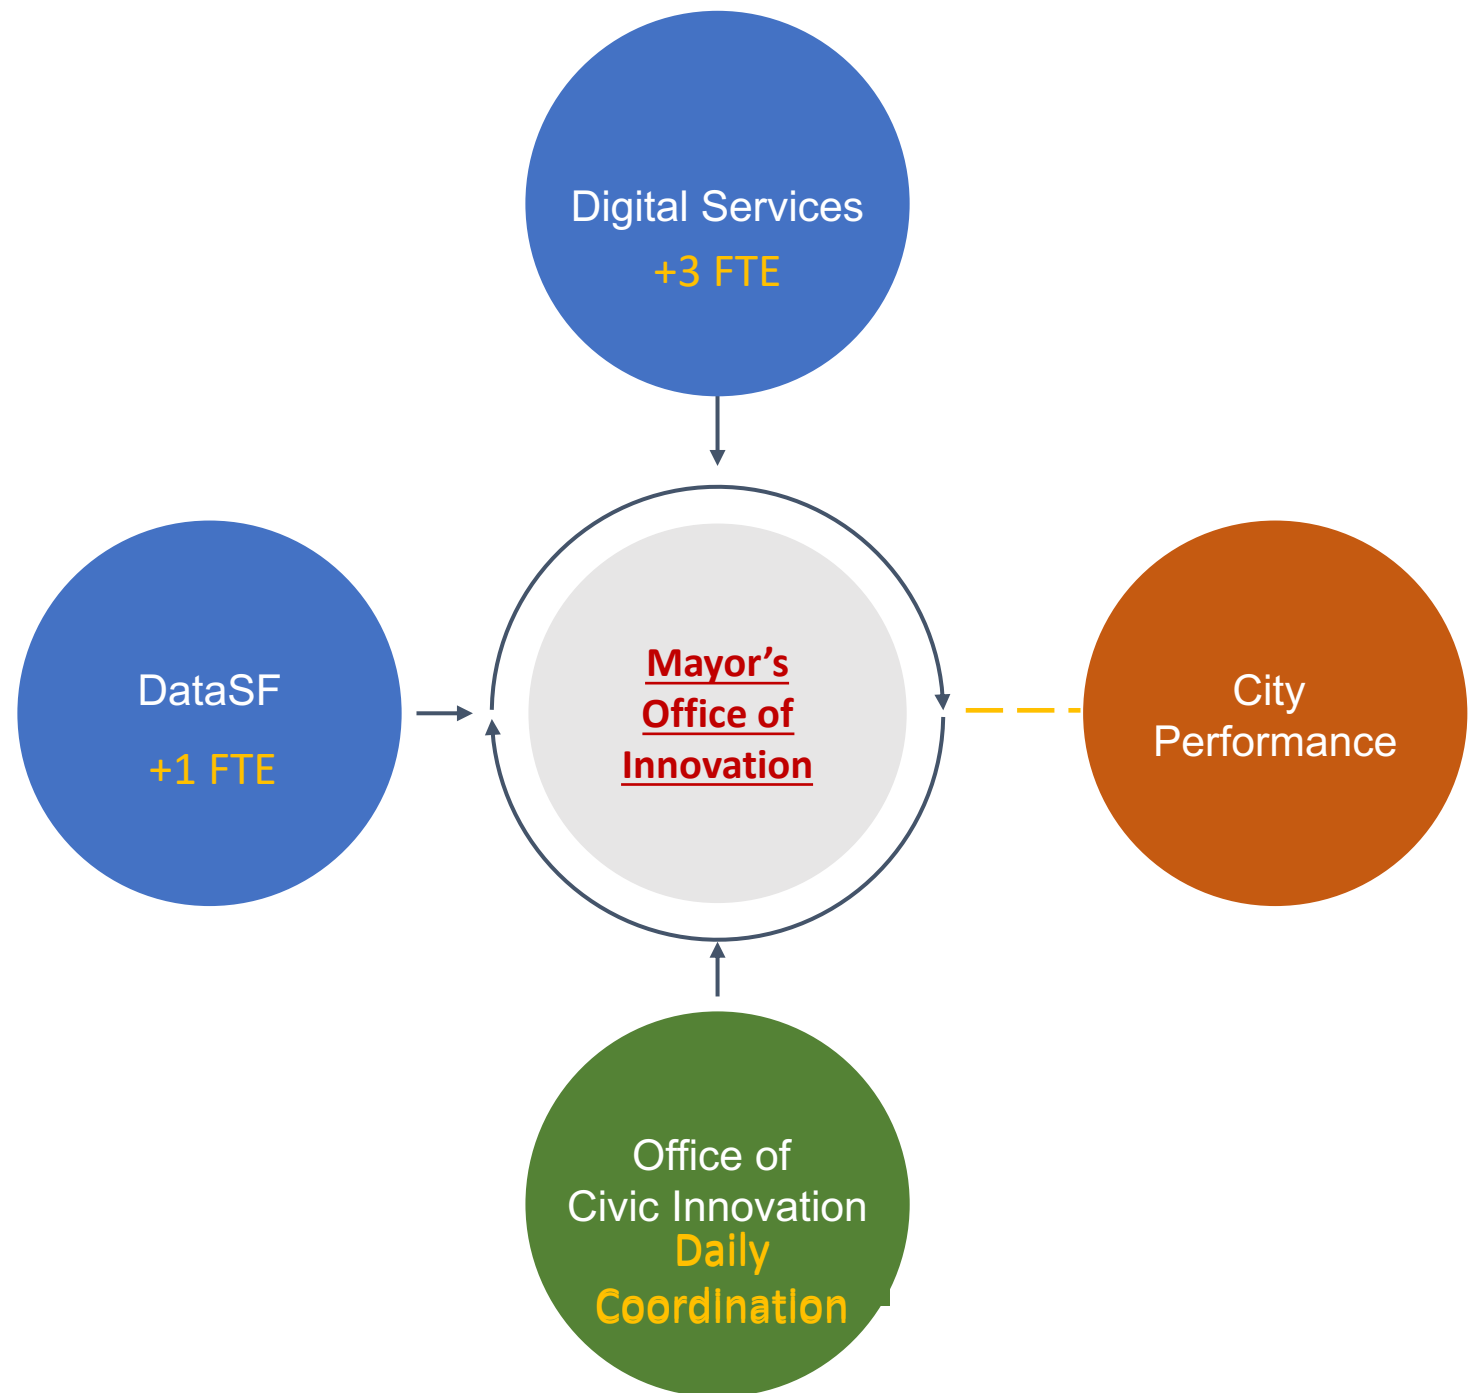 Digital Services
+3 FTE
DataSF
+1 FTE
Mayor’s
Office of
Innovation
City
Performance
Office of
Civic Innovation
Daily
Coordination